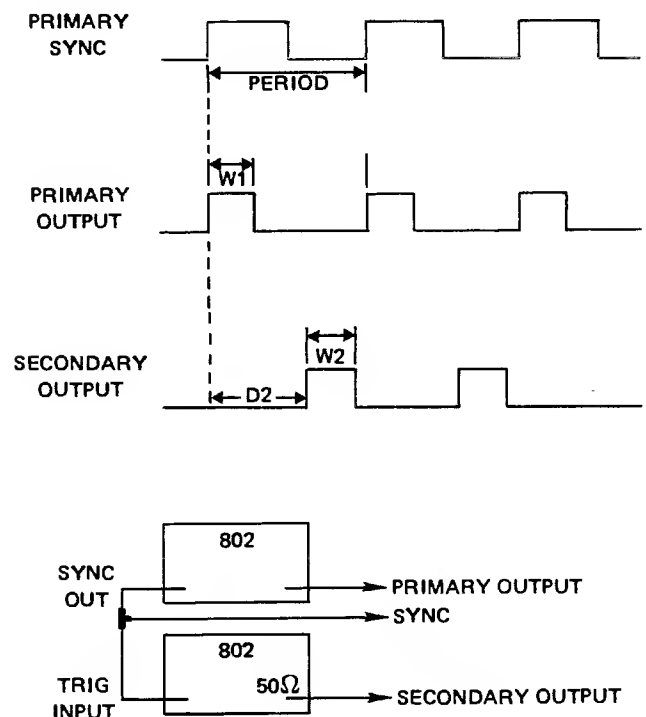 PRIMARY
SYNC
PERIOD
W1
PRIMARY
OUTPUT
W2
SECONDARY
OUTPUT
D2
802
SYNC
OUT
PRIMARY OUTPUT
SYNC
802
TRIG
INPUT
50Ω
SECONDARY OUTPUT